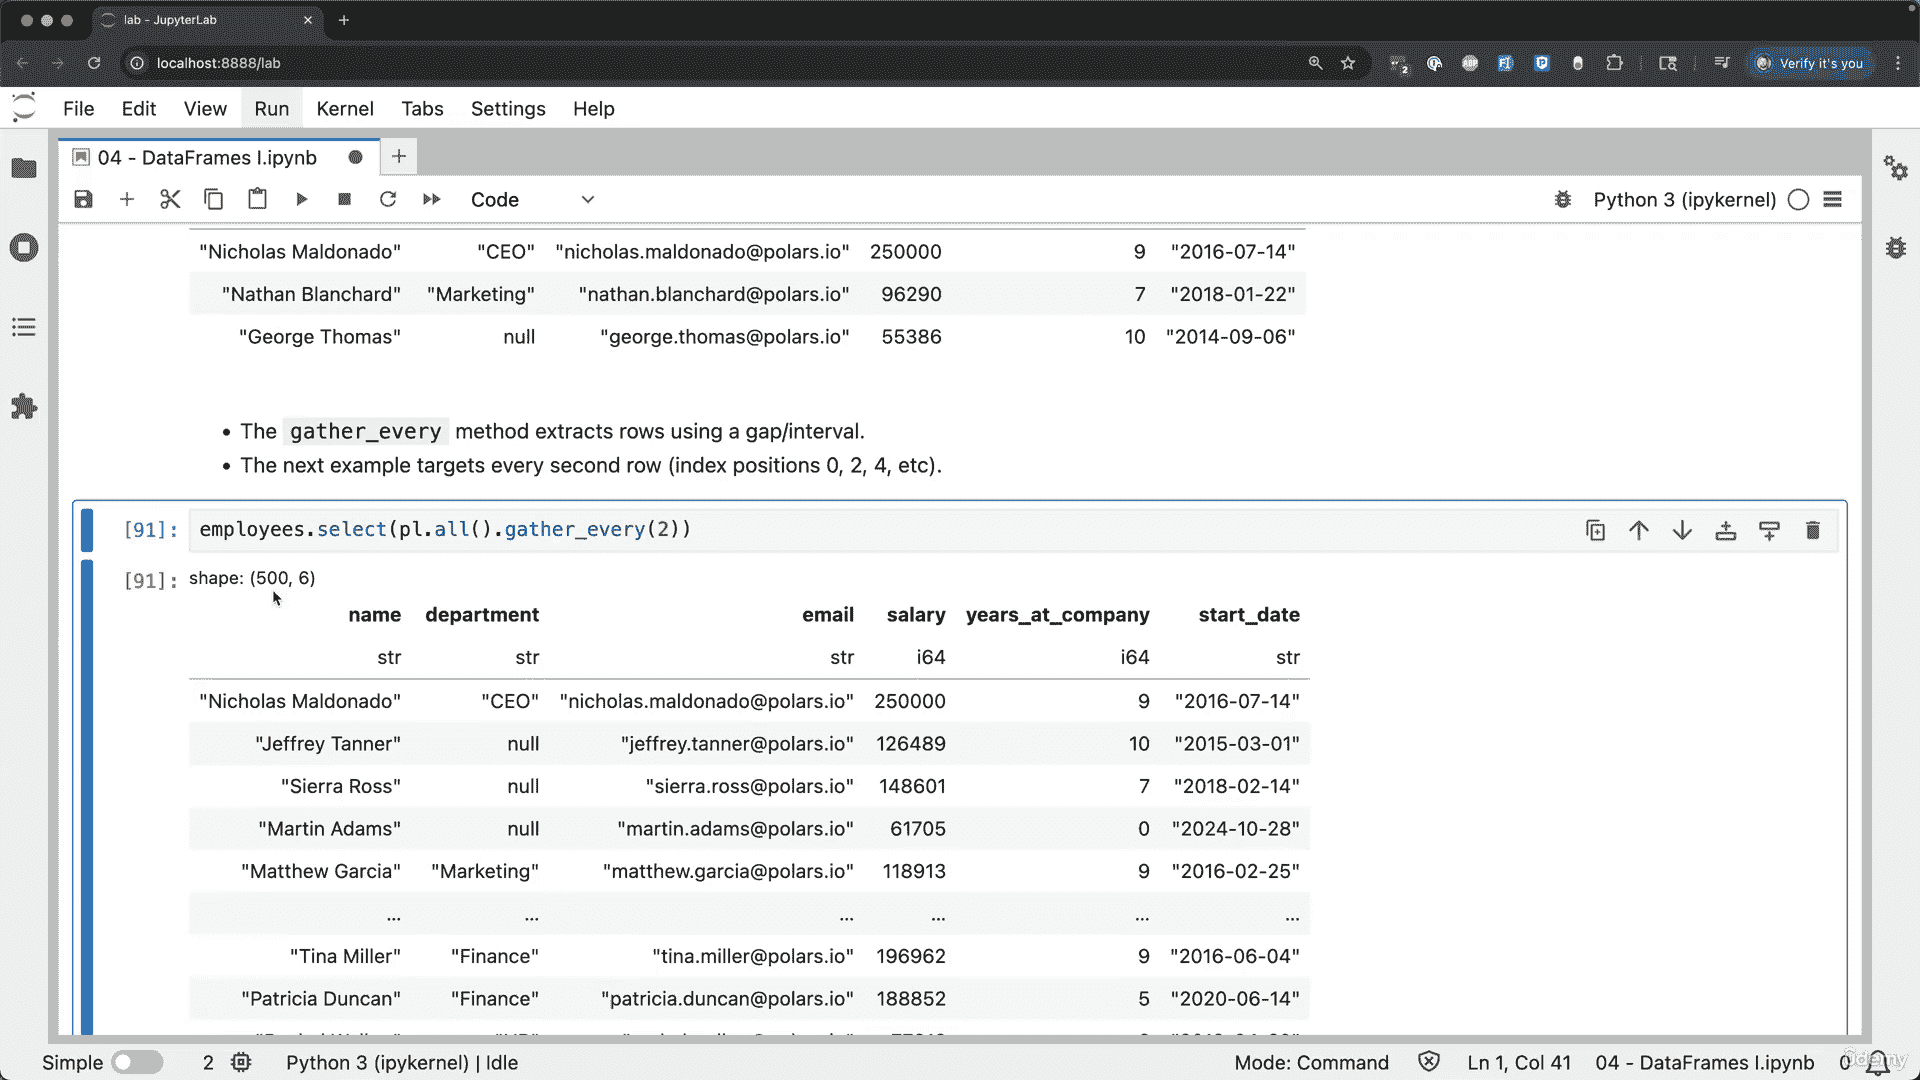 lab - JupyterLab
localhost:8888/lab
2
Verify it's you
File Edit View Run Kernel Tabs Settings Help
04 - DataFrames I.ipynb
Code
Python 3 (ipykernel)
"Nicholas Maldonado" "CEO" "nicholas.maldonado@polars.io" 250000 9 "2016-07-14"
"Nathan Blanchard" "Marketing" "nathan.blanchard@polars.io" 96290 7 "2018-01-22"
"George Thomas" null "george.thomas@polars.io" 55386 10 "2014-09-06"
• The gather_every method extracts rows using a gap/interval.
• The next example targets every second row (index positions 0, 2, 4, etc).
[91]: employees.select(pl.all().gather_every(2))
[91]: shape: (500, 6)
name department email salary years_at_company start_date
str str str i64 i64 str
"Nicholas Maldonado" "CEO" "nicholas.maldonado@polars.io" 250000 9 "2016-07-14"
"Jeffrey Tanner" null "jeffrey.tanner@polars.io" 126489 10 "2015-03-01"
"Sierra Ross" null "sierra.ross@polars.io" 148601 7 "2018-02-14"
"Martin Adams" null "martin.adams@polars.io" 61705 0 "2024-10-28"
"Matthew Garcia" "Marketing" "matthew.garcia@polars.io" 118913 9 "2016-02-25"
... ... ... ... ... ...
"Tina Miller" "Finance" "tina.miller@polars.io" 196962 9 "2016-06-04"
"Patricia Duncan" "Finance" "patricia.duncan@polars.io" 188852 5 "2020-06-14"
Simple 2 Python 3 (ipykernel) | Idle Mode: Command Ln 1, Col 41 04 - DataFrames I.ipynb 0
udemy